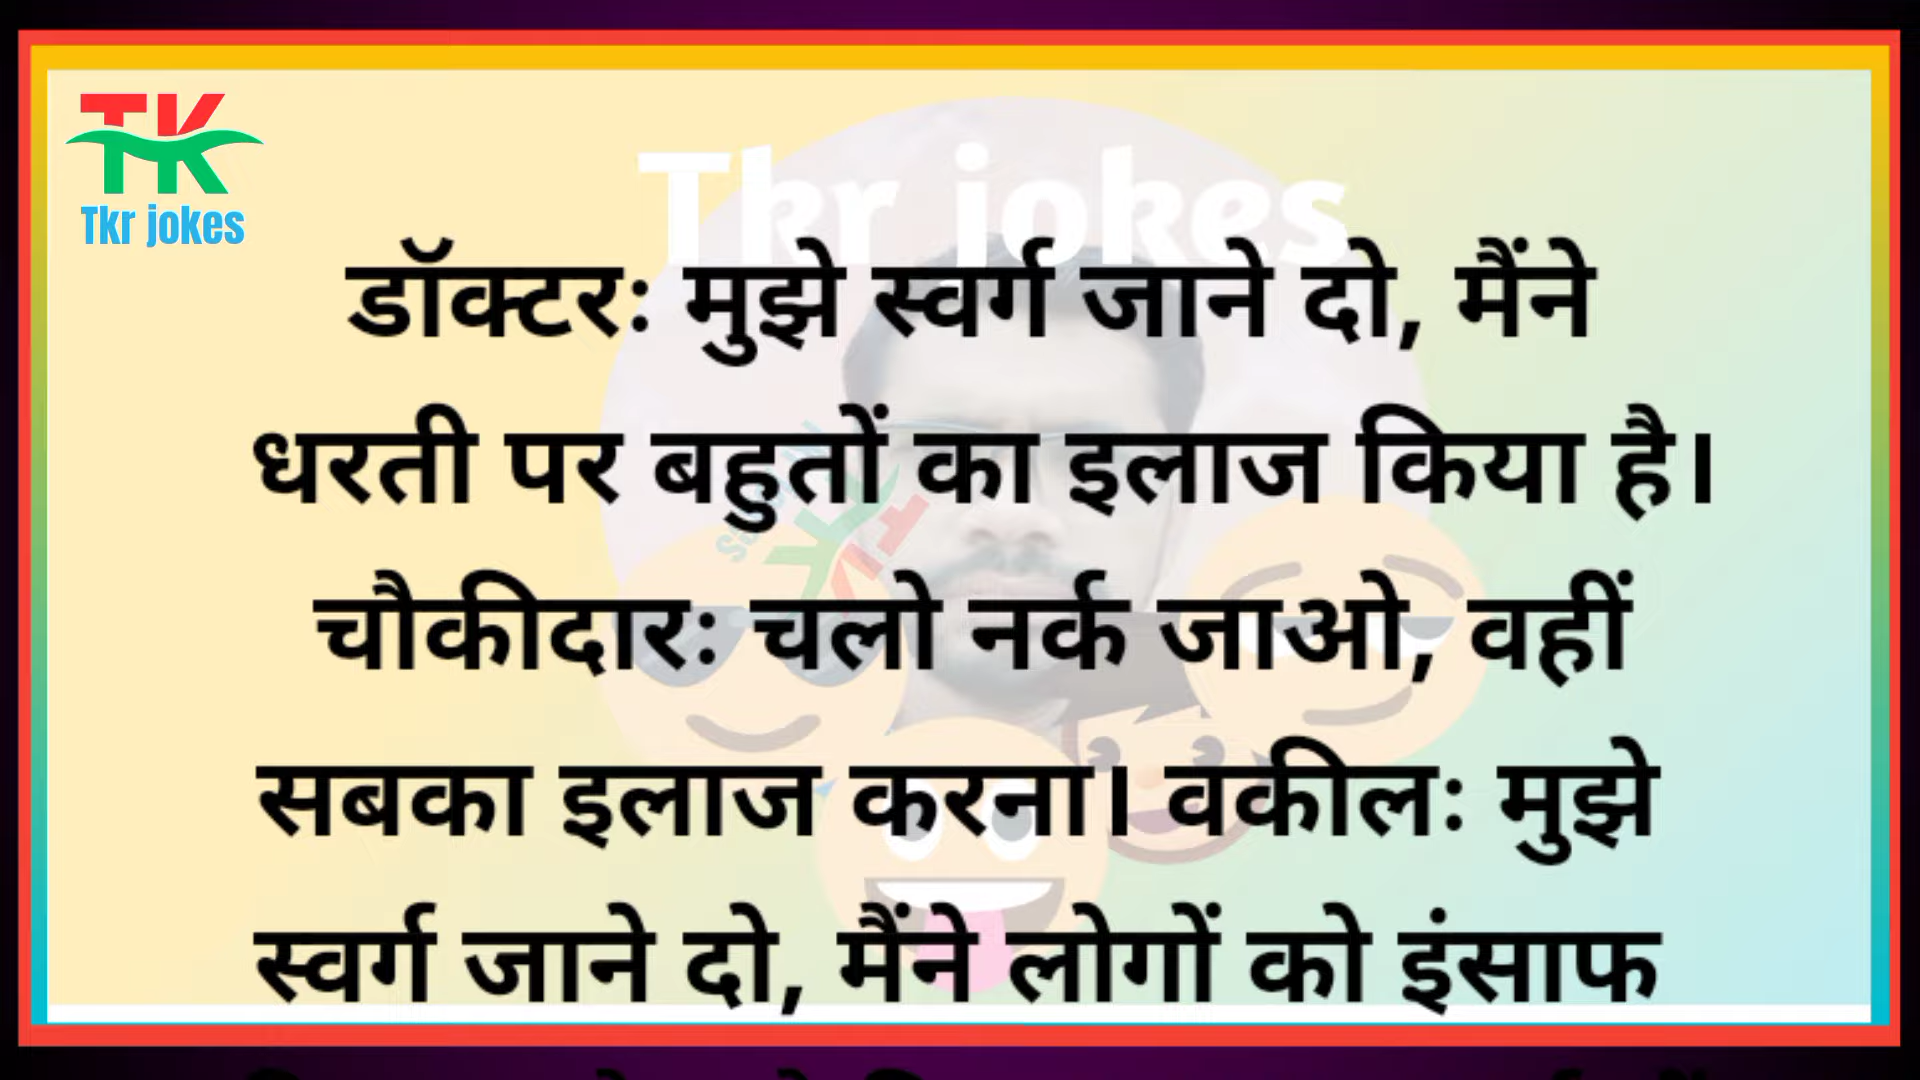 TK
Tkr jokes
Tkr jokes
डॉक्टर: मुझे स्वर्ग जाने दो, मैंने
धरती पर बहुतों का इलाज किया है।
चौकीदार: चलो नर्क जाओ, वहीं
सबका इलाज करना। वकील: मुझे
स्वर्ग जाने दो, मैंने लोगों को इंसाफ